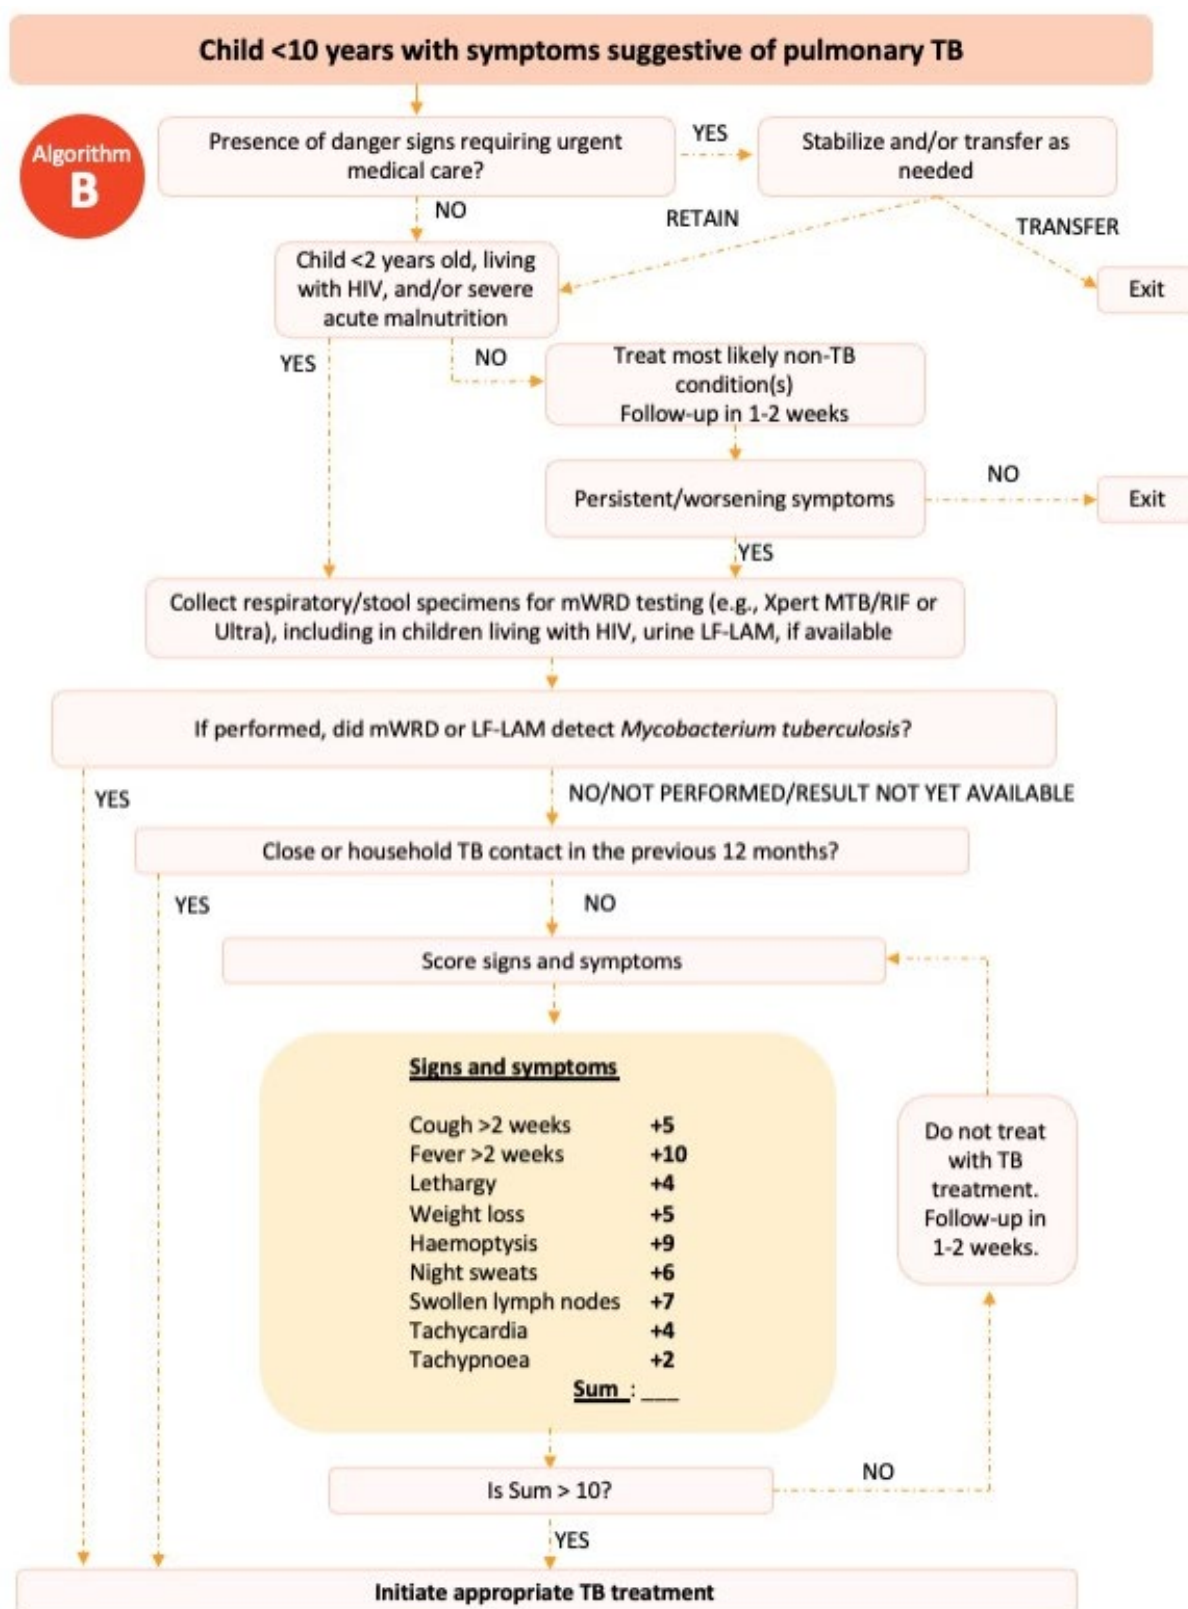 Child <10 years with symptoms suggestive of pulmonary TB
Algorithm
B
Presence of danger signs requiring urgent
medical care?
YES
Stabilize and/or transfer as
needed
NO
RETAIN
TRANSFER
Child <2 years old, living
with HIV, and/or severe
acute malnutrition
Exit
YES
NO
Treat most likely non-TB
condition(s)
Follow-up in 1-2 weeks
Persistent/worsening symptoms
NO
Exit
YES
Collect respiratory/stool specimens for mWRD testing (e.g., Xpert MTB/RIF or
Ultra), including in children living with HIV, urine LF-LAM, if available
If performed, did mWRD or LF-LAM detect Mycobacterium tuberculosis?
YES
NO/NOT PERFORMED/RESULT NOT YET AVAILABLE
Close or household TB contact in the previous 12 months?
YES
NO
Score signs and symptoms
Signs and symptoms
Cough >2 weeks +5
Fever >2 weeks +10
Lethargy +4
Weight loss +5
Haemoptysis +9
Night sweats +6
Swollen lymph nodes +7
Tachycardia +4
Tachypnoea +2
Sum : ___
Do not treat
with TB
treatment.
Follow-up in
1-2 weeks.
Is Sum > 10?
NO
YES
Initiate appropriate TB treatment